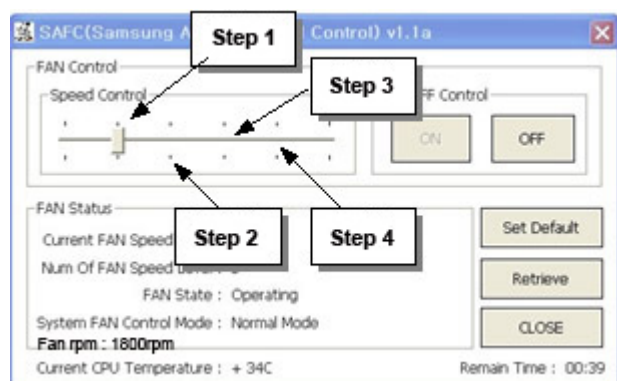 SAFC(Samsung A Control) v1.1a
Step 1
FAN Control
Speed Control
Step 3
FF Control
ON
OFF
FAN Status
Step 2
Step 4
Set Default
Current FAN Speed
Num Of FAN Speed
Retrieve
FAN State : Operating
System FAN Control Mode : Normal Mode
CLOSE
Fan rpm : 1800rpm
Current CPU Temperature : + 34C
Remain Time : 00:39